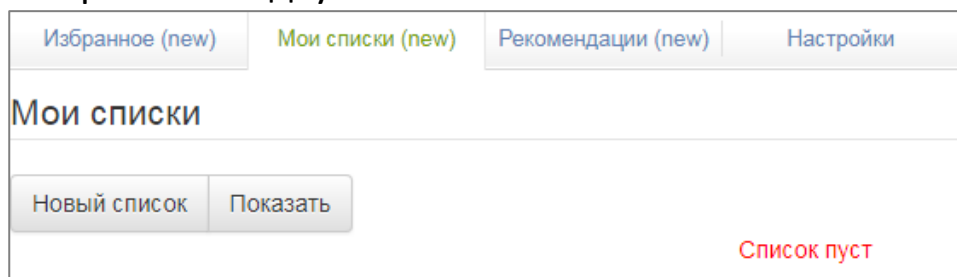 Избранное (new) Мои списки (new) Рекомендации (new) Настройки
Мои списки
Новый список Показать
Список пуст